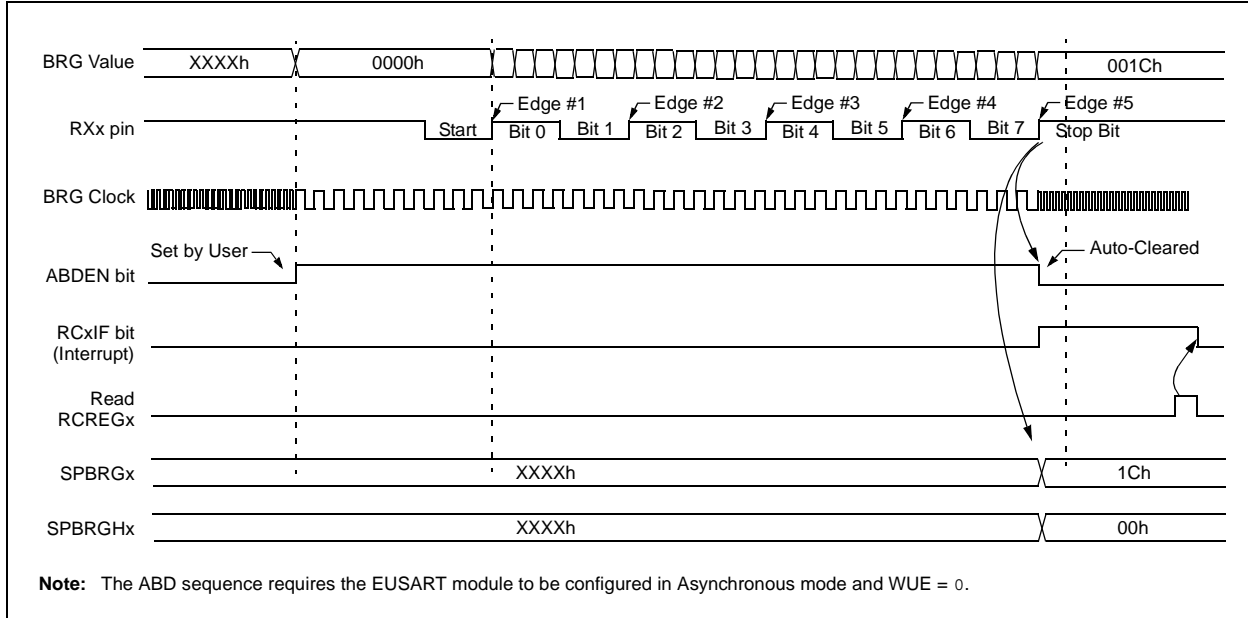 BRG Value XXXXh 0000h 001Ch
Edge #1 Edge #2 Edge #3 Edge #4 Edge #5
RXx pin Start Bit 0 Bit 1 Bit 2 Bit 3 Bit 4 Bit 5 Bit 6 Bit 7 Stop Bit
BRG Clock
Set by User Auto-Cleared
ABDEN bit
RCxIF bit
(Interrupt)
Read
RCREGx
SPBRGx XXXXh 1Ch
SPBRGHx XXXXh 00h
Note: The ABD sequence requires the EUSART module to be configured in Asynchronous mode and WUE = 0.